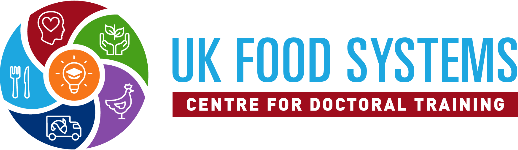 UK FOOD SYSTEMS
CENTRE FOR DOCTORAL TRAINING